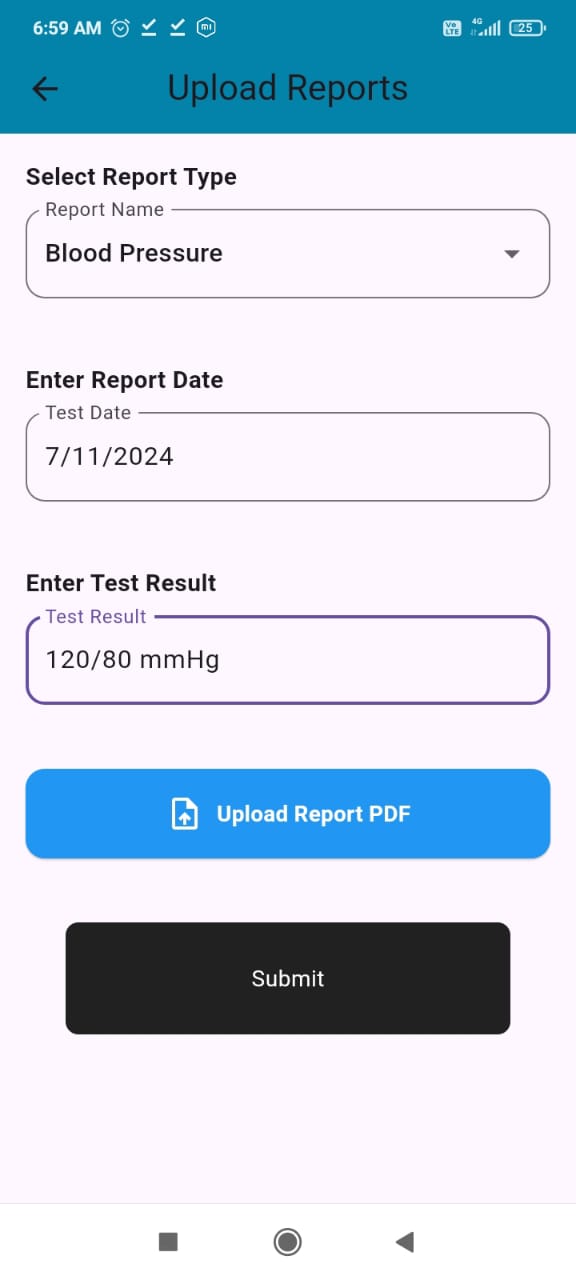 6:59 AM
Vo LTE 4G 25
Upload Reports
Select Report Type
Report Name
Blood Pressure
Enter Report Date
Test Date
7/11/2024
Enter Test Result
Test Result
120/80 mmHg
Upload Report PDF
Submit